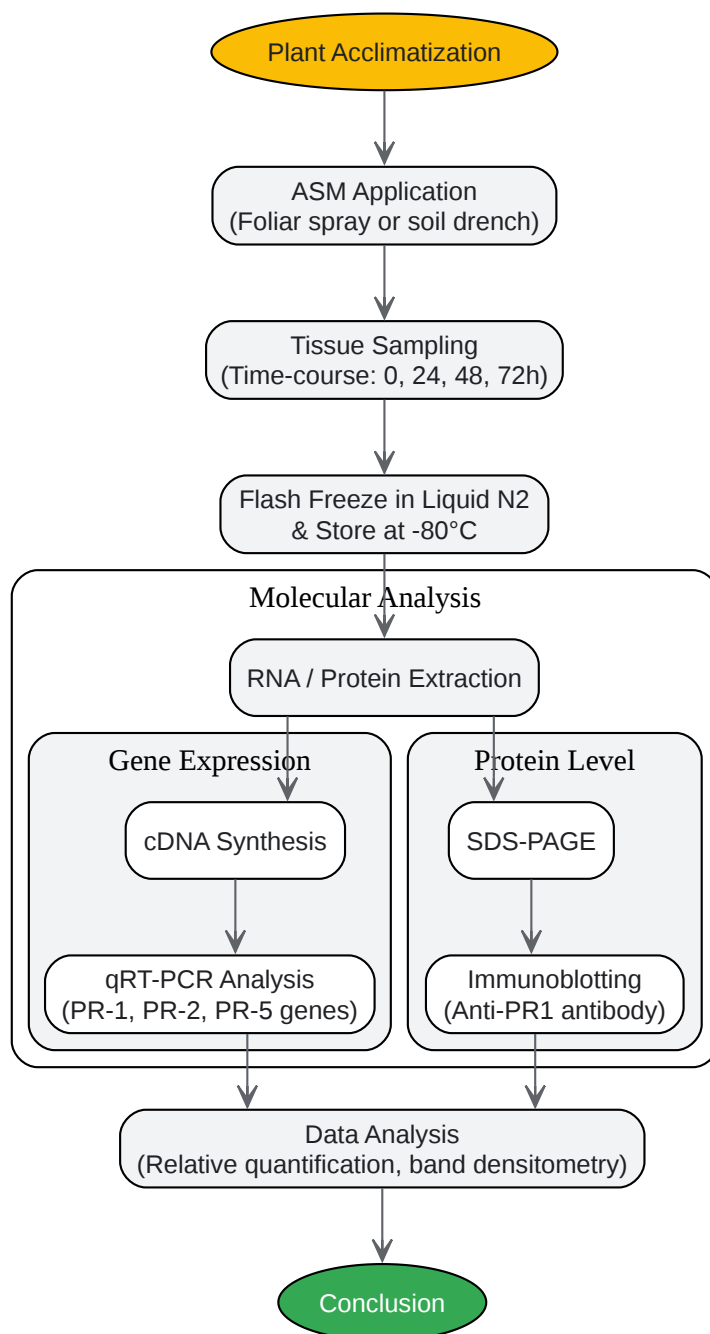 Plant Acclimatization
ASM Application
(Foliar spray or soil drench)
Tissue Sampling
(Time-course: 0, 24, 48, 72h)
Flash Freeze in Liquid N2
& Store at -80°C
Molecular Analysis
RNA / Protein Extraction
Gene Expression
cDNA Synthesis
qRT-PCR Analysis
(PR-1, PR-2, PR-5 genes)
Protein Level
SDS-PAGE
Immunoblotting
(Anti-PR1 antibody)
Data Analysis
(Relative quantification, band densitometry)
Conclusion